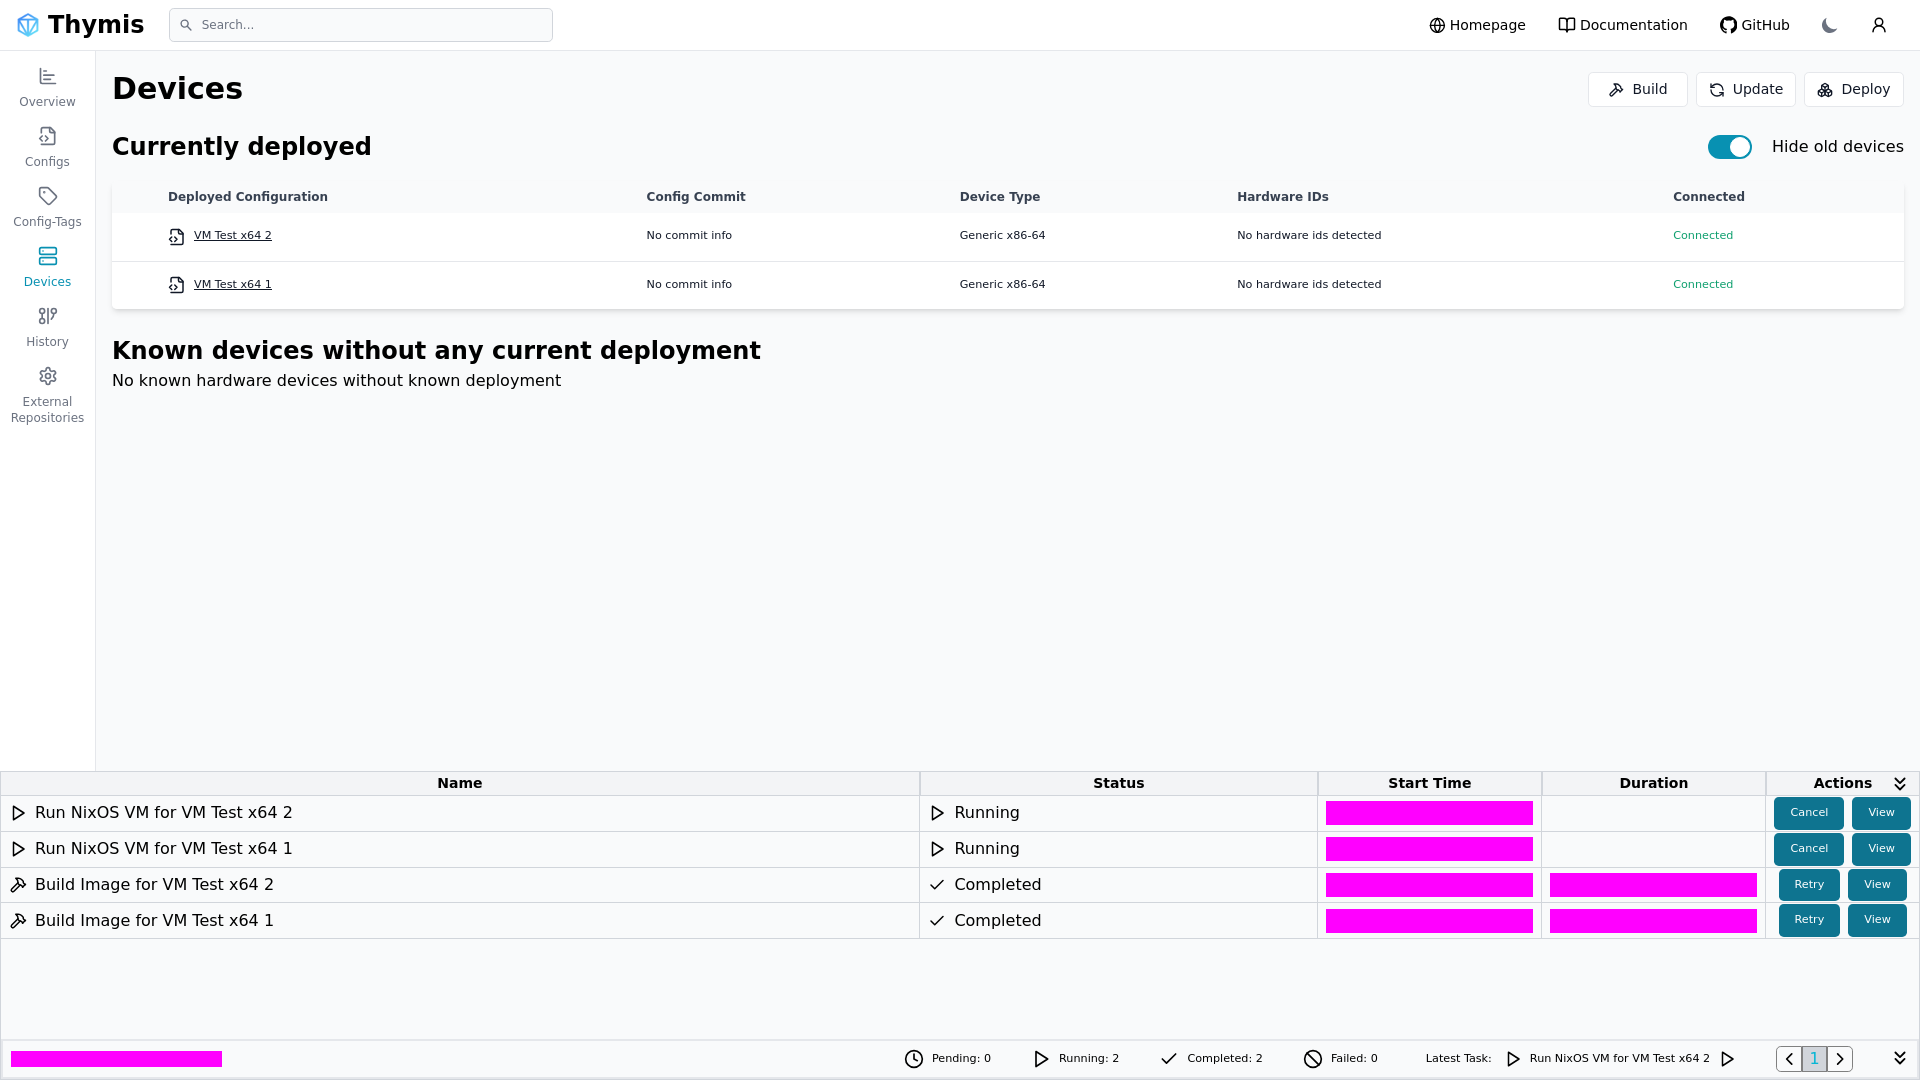 Thymis
Search...
Homepage
Documentation
GitHub
Overview
Configs
Config-Tags
Devices
History
External
Repositories
Devices
Build
Update
Deploy
Currently deployed
Hide old devices
Deployed Configuration Config Commit Device Type Hardware IDs Connected
VM Test x64 2 No commit info Generic x86-64 No hardware ids detected Connected
VM Test x64 1 No commit info Generic x86-64 No hardware ids detected Connected
Known devices without any current deployment
No known hardware devices without known deployment
Name Status Start Time Duration Actions
Run NixOS VM for VM Test x64 2 Running Cancel View
Run NixOS VM for VM Test x64 1 Running Cancel View
Build Image for VM Test x64 2 Completed Retry View
Build Image for VM Test x64 1 Completed Retry View
Pending: 0 Running: 2 Completed: 2 Failed: 0 Latest Task: Run NixOS VM for VM Test x64 2 1